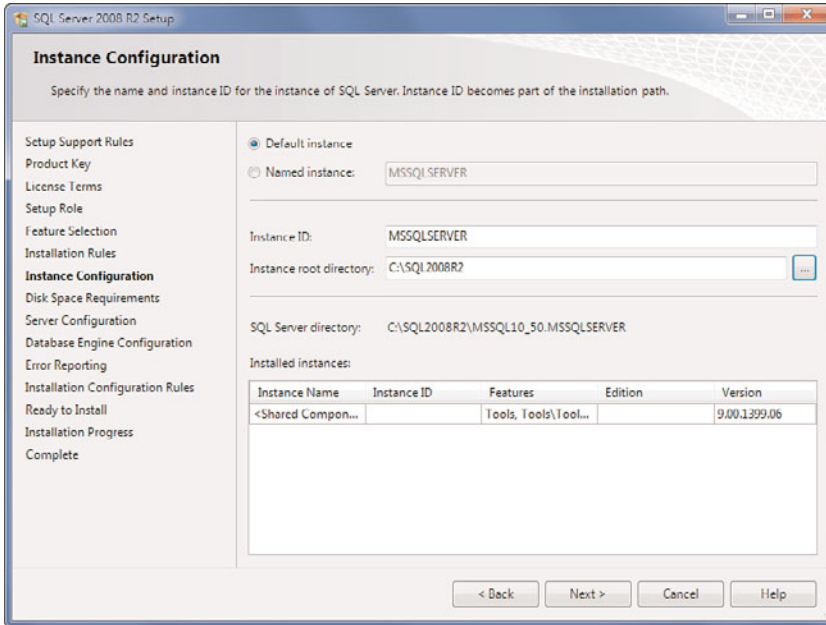 SQL Server 2008 R2 Setup
Instance Configuration
Specify the name and instance ID for the instance of SQL Server. Instance ID becomes part of the installation path.
Setup Support Rules
Product Key
License Terms
Setup Role
Feature Selection
Installation Rules
Instance Configuration
Disk Space Requirements
Server Configuration
Database Engine Configuration
Error Reporting
Installation Configuration Rules
Ready to Install
Installation Progress
Complete
Default instance
Named instance: MSSQLSERVER
Instance ID: MSSQLSERVER
Instance root directory: C:\SQL2008R2 ...
SQL Server directory: C:\SQL2008R2\MSSQL10_50.MSSQLSERVER
Installed instances:
Instance Name Instance ID Features Edition Version
<Shared Compon... Tools, Tools\Tool... 9.00.1399.06
< Back Next > Cancel Help